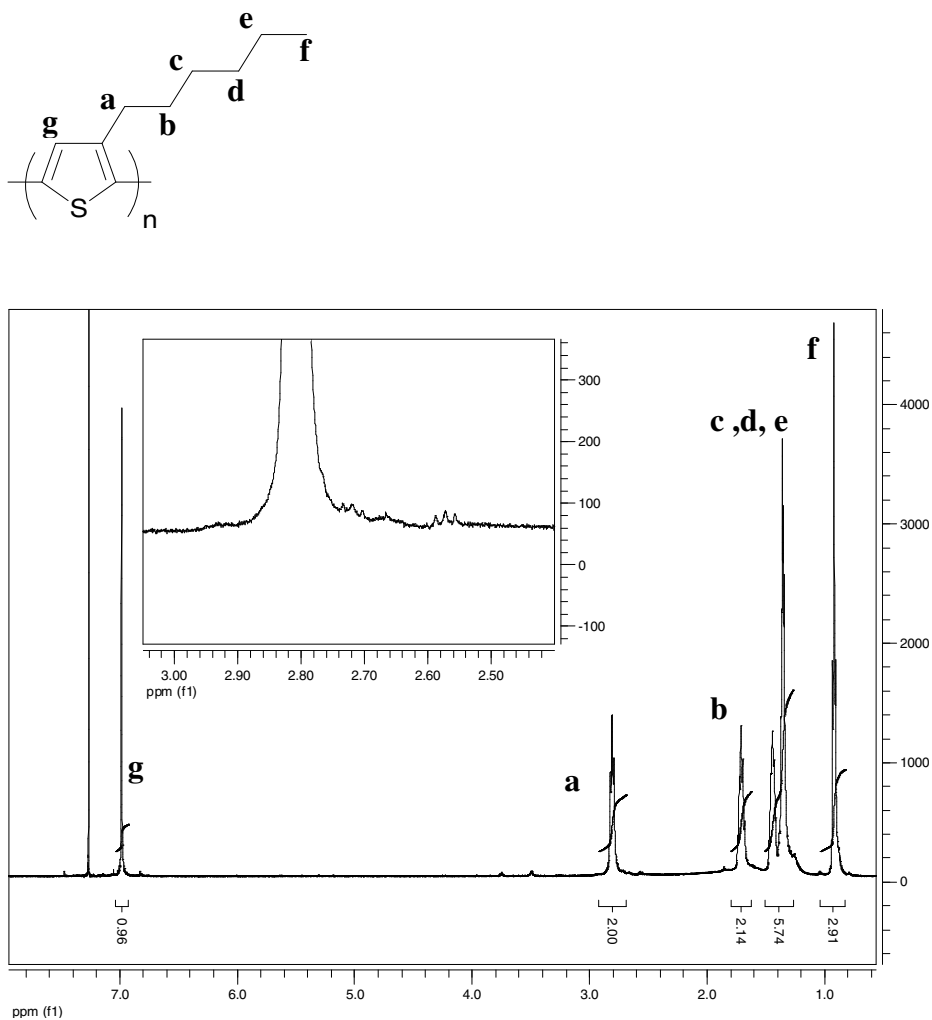 e
f
c
d
a
b
g
S
n
f
c ,d, e
b
a
g
300
200
100
0
-100
3.00 2.90 2.80 2.70 2.60 2.50
ppm (f1)
4000
3000
2000
1000
0
0.96 2.00 2.14 5.74 2.91
7.0 6.0 5.0 4.0 3.0 2.0 1.0
ppm (f1)